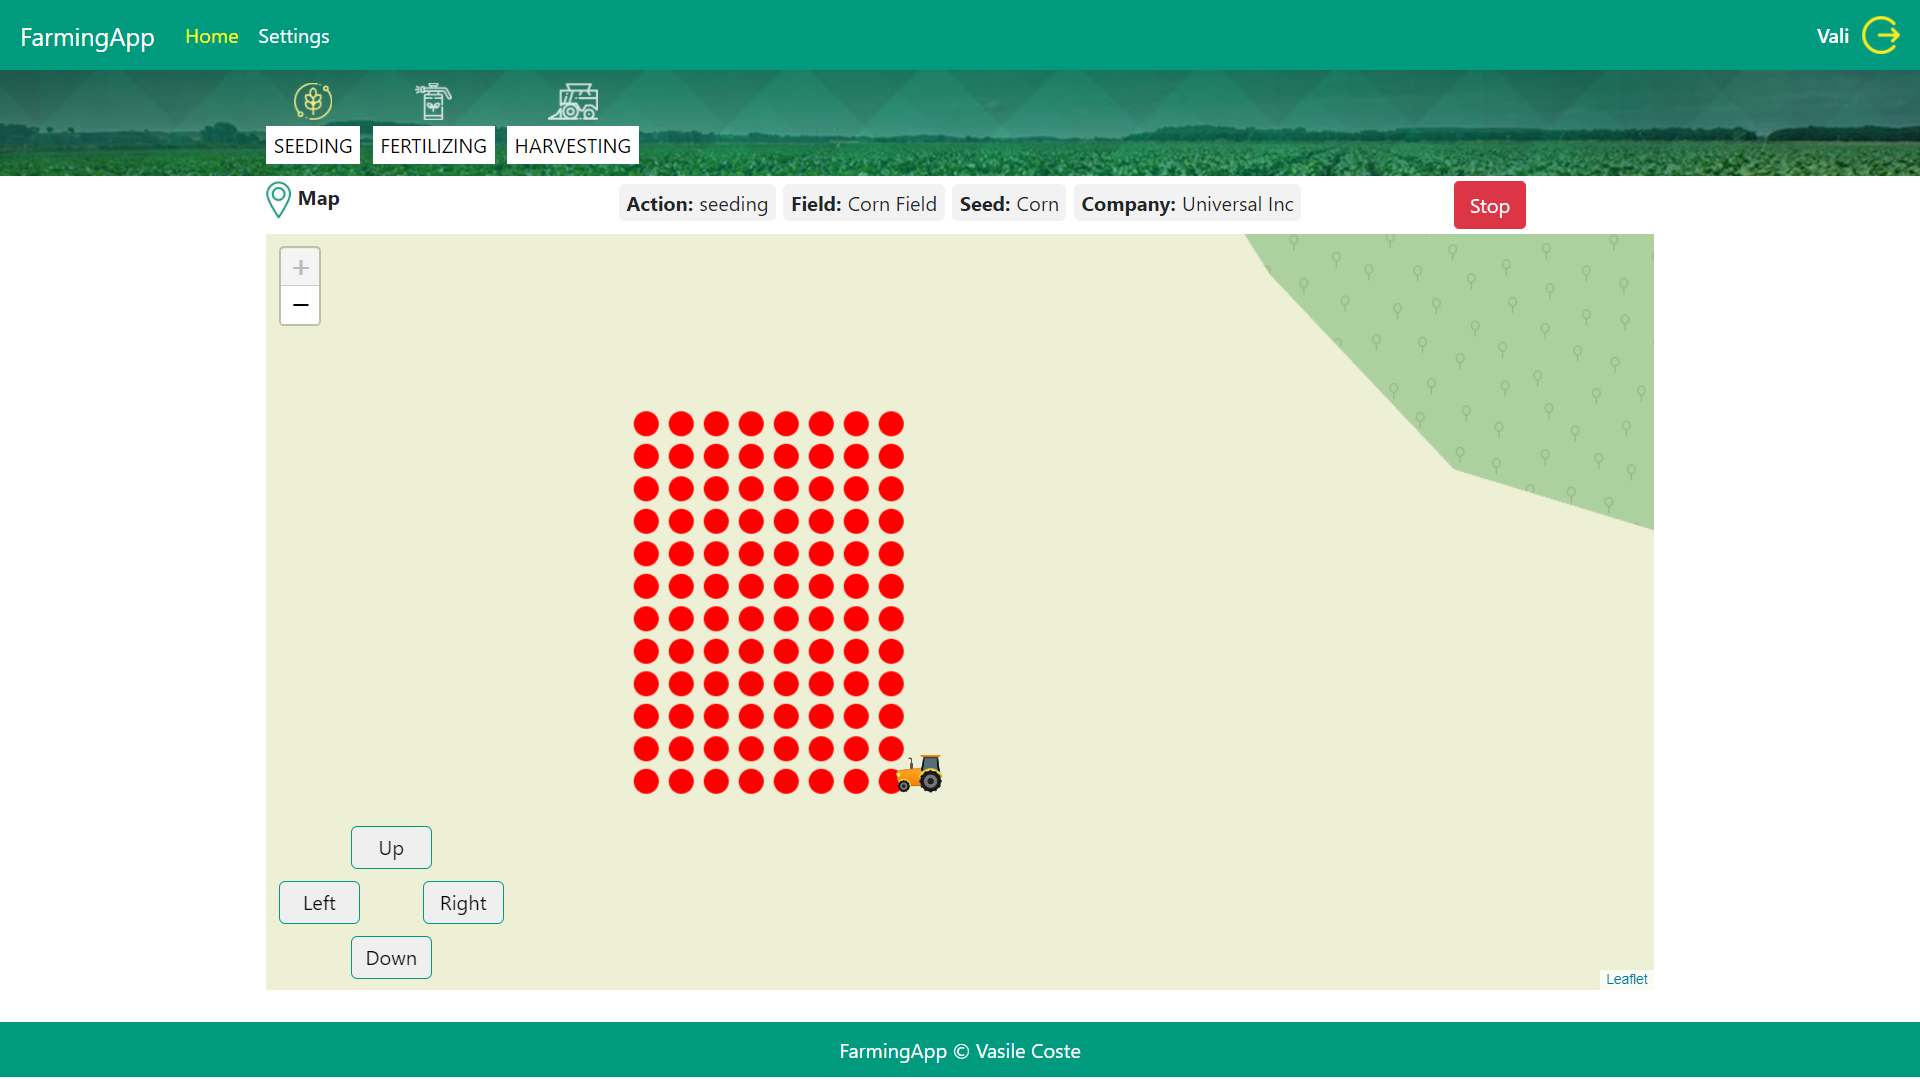 FarmingApp Home Settings Vali
SEEDING FERTILIZING HARVESTING
Map Action: seeding Field: Corn Field Seed: Corn Company: Universal Inc Stop
+
−
Up
Left Right
Down
Leaflet
FarmingApp © Vasile Coste